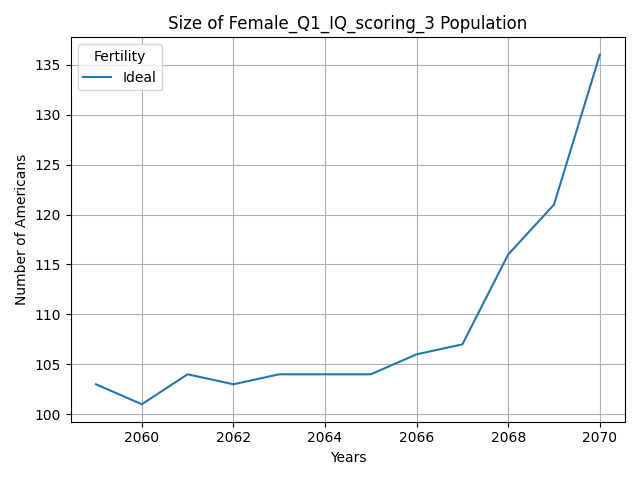 Size of Female_Q1_IQ_scoring_3 Population
Fertility
Ideal
Number of Americans
135
130
125
120
115
110
105
100
2060 2062 2064 2066 2068 2070
Years